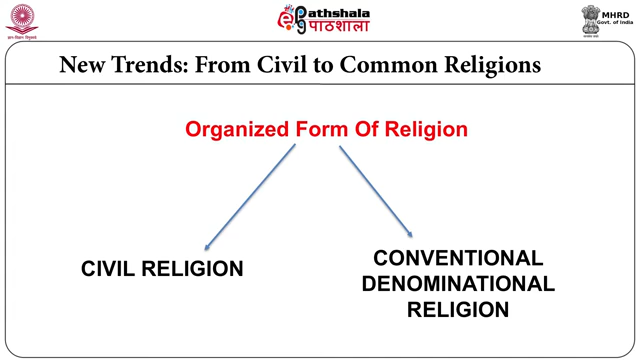 ePathshala
पाठशाला
MHRD
Govt. of India
New Trends: From Civil to Common Religions
Organized Form Of Religion
CIVIL RELIGION
CONVENTIONAL
DENOMINATIONAL
RELIGION